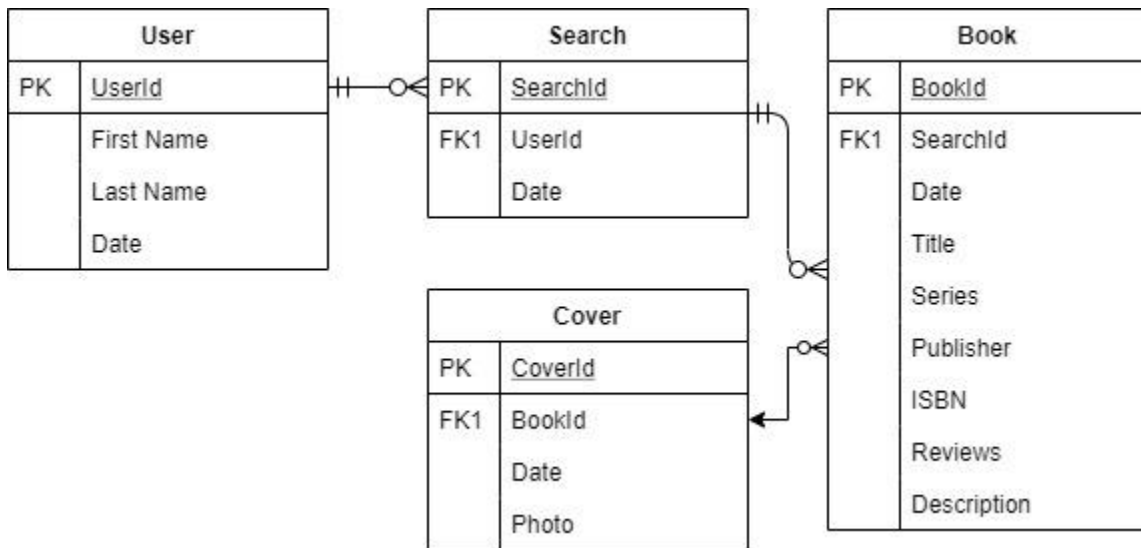 User
PK UserId
First Name
Last Name
Date
Search
PK SearchId
FK1 UserId
Date
Book
PK BookId
FK1 SearchId
Date
Title
Series
Publisher
ISBN
Reviews
Description
Cover
PK CoverId
FK1 BookId
Date
Photo